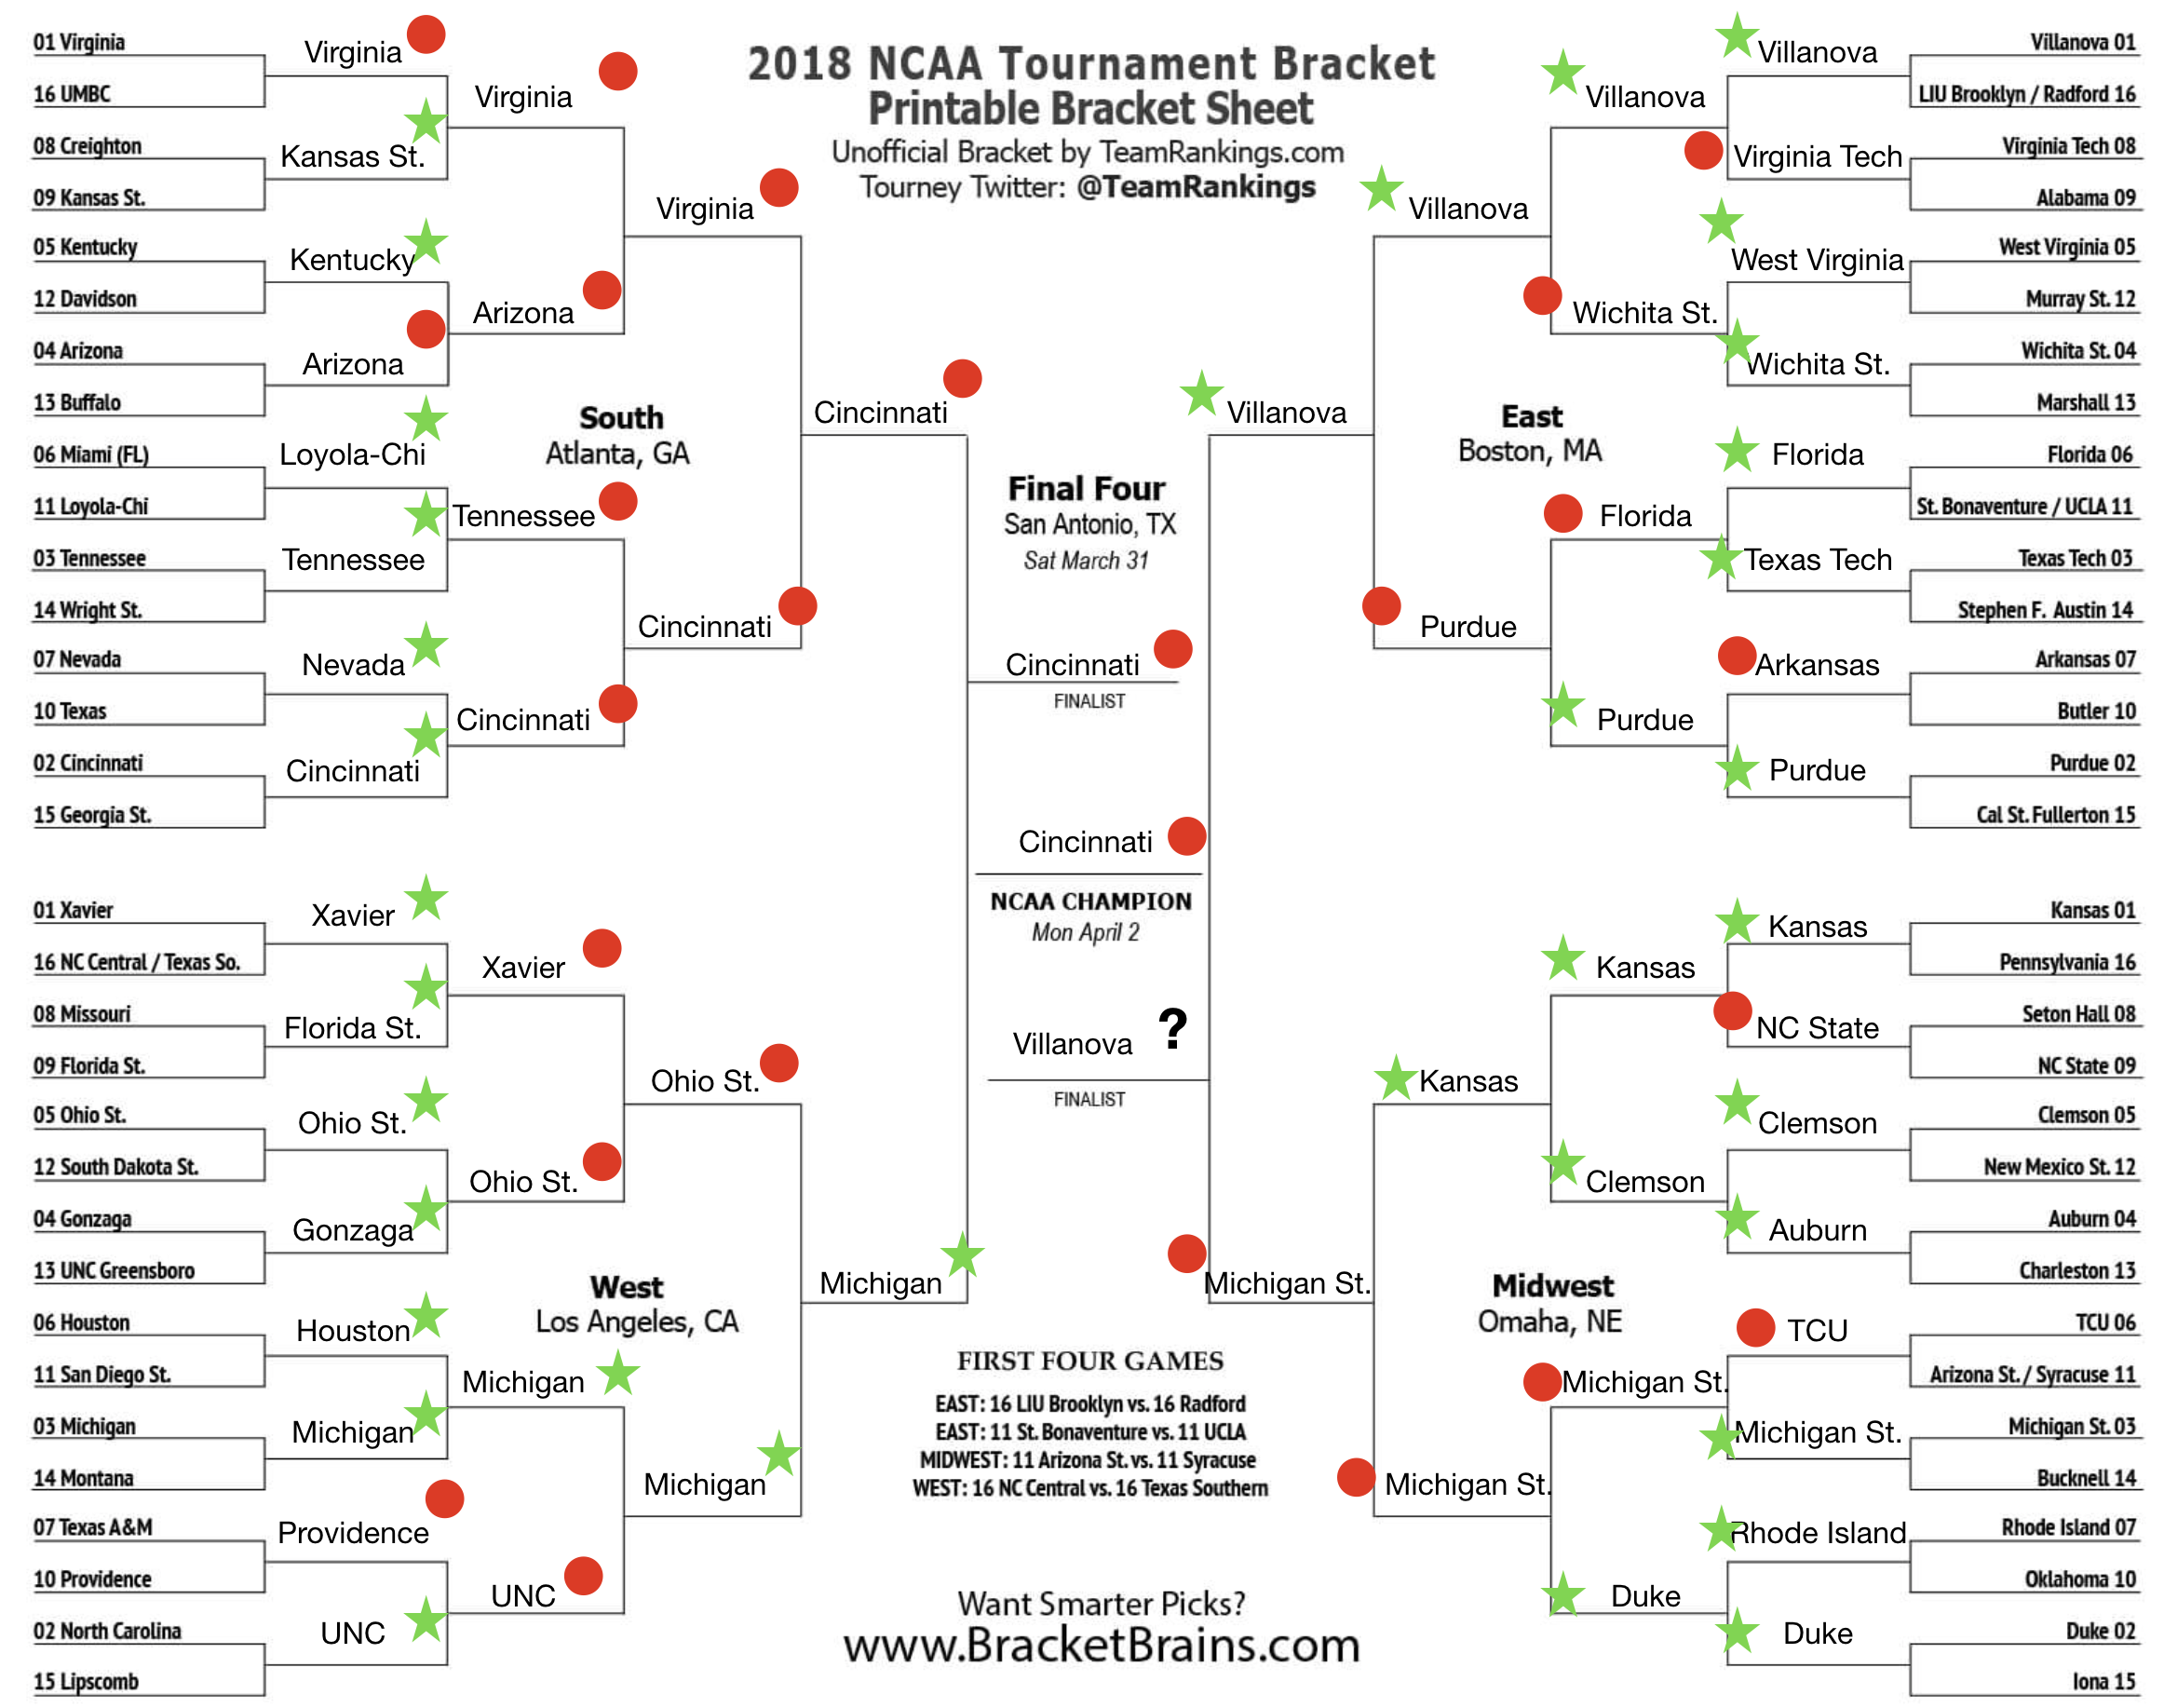 2018 NCAA Tournament Bracket
Printable Bracket Sheet
Unofficial Bracket by TeamRankings.com
Tourney Twitter: @TeamRankings
01 Virginia
16 UMBC
08 Creighton
09 Kansas St.
05 Kentucky
12 Davidson
04 Arizona
13 Buffalo
06 Miami (FL)
11 Loyola-Chi
03 Tennessee
14 Wright St.
07 Nevada
10 Texas
02 Cincinnati
15 Georgia St.
Virginia
Kansas St.
Kentucky
Arizona
Loyola-Chi
Tennessee
Nevada
Cincinnati
Virginia
Arizona
Tennessee
Cincinnati
Virginia
Cincinnati
Cincinnati
South
Atlanta, GA
01 Xavier
16 NC Central / Texas So.
08 Missouri
09 Florida St.
05 Ohio St.
12 South Dakota St.
04 Gonzaga
13 UNC Greensboro
06 Houston
11 San Diego St.
03 Michigan
14 Montana
07 Texas A&M
10 Providence
02 North Carolina
15 Lipscomb
Xavier
Florida St.
Ohio St.
Gonzaga
Houston
Michigan
Providence
UNC
Xavier
Ohio St.
Michigan
UNC
Ohio St.
Michigan
Michigan
West
Los Angeles, CA
Final Four
San Antonio, TX
Sat March 31
Cincinnati
FINALIST
Cincinnati
NCAA CHAMPION
Mon April 2
Villanova ?
FINALIST
FIRST FOUR GAMES
EAST: 16 LIU Brooklyn vs. 16 Radford
EAST: 11 St. Bonaventure vs. 11 UCLA
MIDWEST: 11 Arizona St. vs. 11 Syracuse
WEST: 16 NC Central vs. 16 Texas Southern
Want Smarter Picks?
www.BracketBrains.com
Villanova
Villanova
Purdue
Villanova
Wichita St.
Florida
Purdue
Villanova
Virginia Tech
West Virginia
Wichita St.
Florida
Texas Tech
Arkansas
Purdue
East
Boston, MA
Villanova 01
LIU Brooklyn / Radford 16
Virginia Tech 08
Alabama 09
West Virginia 05
Murray St. 12
Wichita St. 04
Marshall 13
Florida 06
St. Bonaventure / UCLA 11
Texas Tech 03
Stephen F. Austin 14
Arkansas 07
Butler 10
Purdue 02
Cal St. Fullerton 15
Michigan St.
Kansas
Michigan St.
Kansas
Clemson
Michigan St.
Duke
Kansas
NC State
Clemson
Auburn
TCU
Michigan St.
Rhode Island
Duke
Midwest
Omaha, NE
Kansas 01
Pennsylvania 16
Seton Hall 08
NC State 09
Clemson 05
New Mexico St. 12
Auburn 04
Charleston 13
TCU 06
Arizona St. / Syracuse 11
Michigan St. 03
Bucknell 14
Rhode Island 07
Oklahoma 10
Duke 02
Iona 15